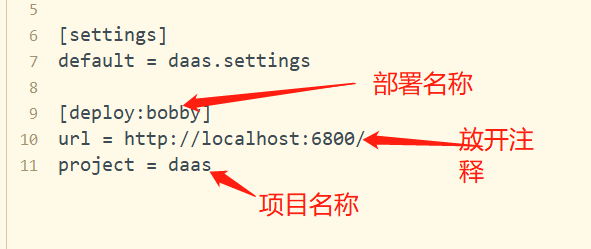 5
6 [settings]
7 default = daas.settings
8
部署名称
9 [deploy:bobby]
10 url = http://localhost:6800/
放开注
释
11 project = daas
项目名称